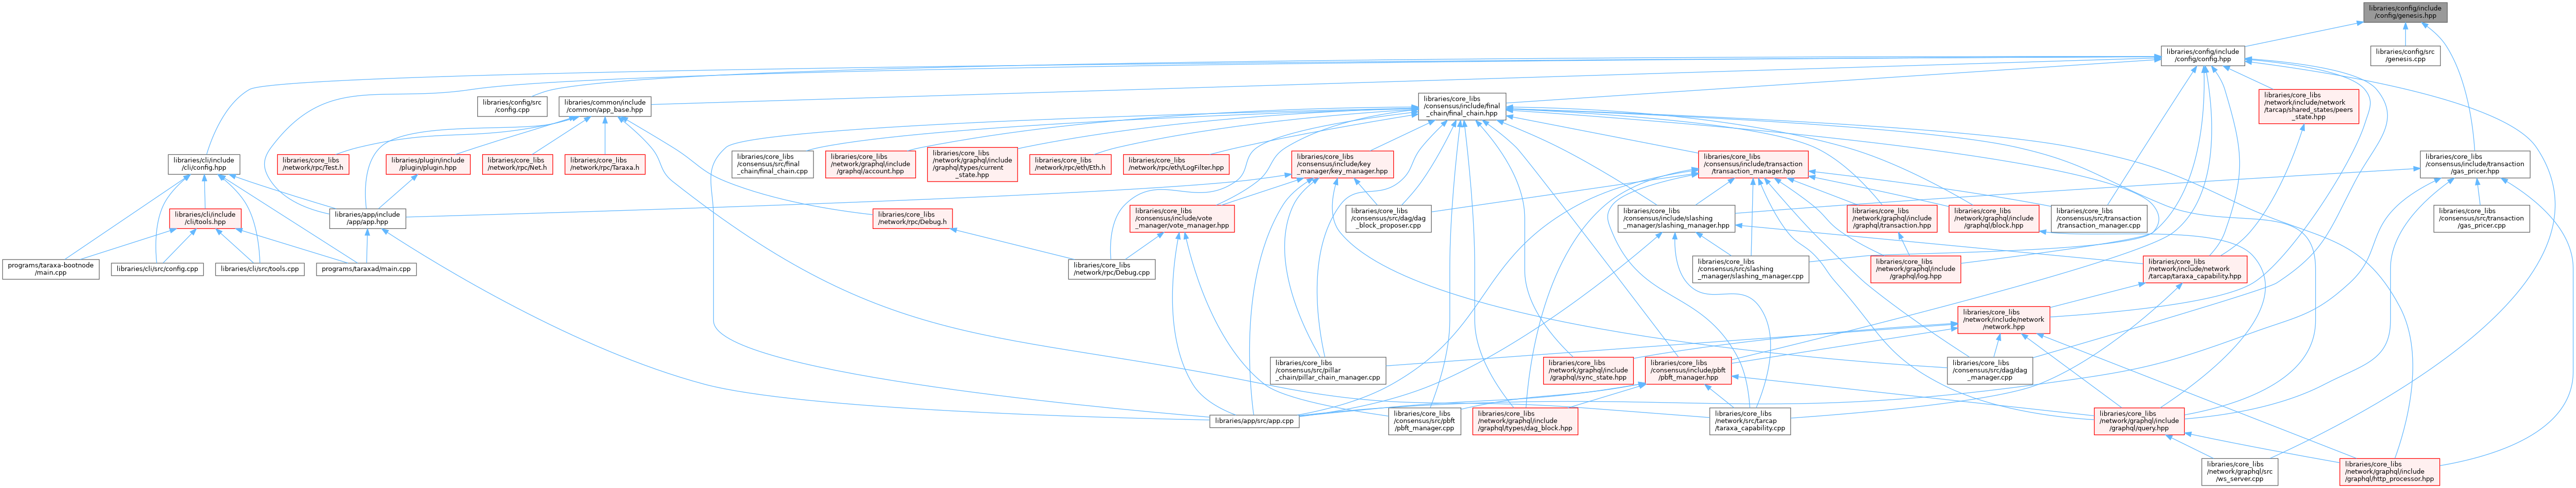 libraries/config/include
/config/genesis.hpp
libraries/config/include
/config/config.hpp
libraries/config/src
/genesis.cpp
libraries/config/src
/config.cpp
libraries/common/include
/common/app_base.hpp
libraries/core_libs
/consensus/include/final
_chain/final_chain.hpp
libraries/core_libs
/network/include/network
/tarcap/shared_states/peers
_state.hpp
libraries/cli/include
/cli/config.hpp
libraries/core_libs
/network/rpc/Test.h
libraries/plugin/include
/plugin/plugin.hpp
libraries/core_libs
/network/rpc/Net.h
libraries/core_libs
/network/rpc/Taraxa.h
libraries/core_libs
/consensus/src/final
_chain/final_chain.cpp
libraries/core_libs
/network/graphql/include
/graphql/account.hpp
libraries/core_libs
/network/graphql/include
/graphql/types/current
_state.hpp
libraries/core_libs
/network/rpc/eth/Eth.h
libraries/core_libs
/network/rpc/eth/LogFilter.hpp
libraries/core_libs
/consensus/include/key
_manager/key_manager.hpp
libraries/core_libs
/consensus/include/transaction
/transaction_manager.hpp
libraries/core_libs
/consensus/include/transaction
/gas_pricer.hpp
libraries/cli/include
/cli/tools.hpp
libraries/app/include
/app/app.hpp
libraries/core_libs
/network/rpc/Debug.h
libraries/core_libs
/consensus/include/vote
_manager/vote_manager.hpp
libraries/core_libs
/consensus/src/dag/dag
_block_proposer.cpp
libraries/core_libs
/consensus/include/slashing
_manager/slashing_manager.hpp
libraries/core_libs
/network/graphql/include
/graphql/transaction.hpp
libraries/core_libs
/network/graphql/include
/graphql/block.hpp
libraries/core_libs
/consensus/src/transaction
/transaction_manager.cpp
libraries/core_libs
/consensus/src/transaction
/gas_pricer.cpp
programs/taraxa-bootnode
/main.cpp
libraries/cli/src/config.cpp
libraries/cli/src/tools.cpp
programs/taraxad/main.cpp
libraries/core_libs
/network/rpc/Debug.cpp
libraries/core_libs
/consensus/src/slashing
_manager/slashing_manager.cpp
libraries/core_libs
/network/graphql/include
/graphql/log.hpp
libraries/core_libs
/network/include/network
/tarcap/taraxa_capability.hpp
libraries/core_libs
/network/include/network
/network.hpp
libraries/core_libs
/consensus/src/pillar
_chain/pillar_chain_manager.cpp
libraries/core_libs
/network/graphql/include
/graphql/sync_state.hpp
libraries/core_libs
/consensus/include/pbft
/pbft_manager.hpp
libraries/core_libs
/consensus/src/dag/dag
_manager.cpp
libraries/app/src/app.cpp
libraries/core_libs
/consensus/src/pbft
/pbft_manager.cpp
libraries/core_libs
/network/graphql/include
/graphql/types/dag_block.hpp
libraries/core_libs
/network/src/tarcap
/taraxa_capability.cpp
libraries/core_libs
/network/graphql/include
/graphql/query.hpp
libraries/core_libs
/network/graphql/src
/ws_server.cpp
libraries/core_libs
/network/graphql/include
/graphql/http_processor.hpp